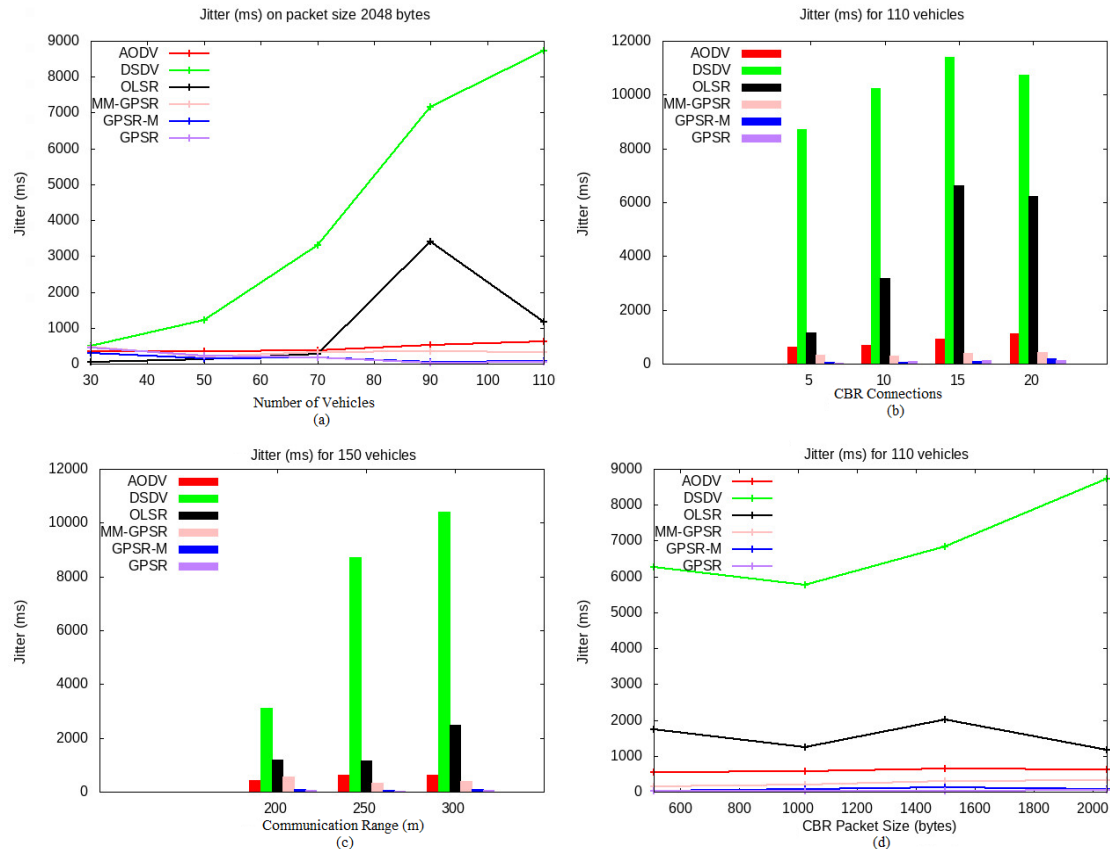 Jitter (ms) on packet size 2048 bytes
9000
8000
7000
6000
5000
4000
3000
2000
1000
0
Jitter (ms)
AODV
DSDV
OLSR
MM-GPSR
GPSR-M
GPSR
30 40 50 60 70 80 90 100 110
Number of Vehicles
(a)
Jitter (ms) for 110 vehicles
12000
10000
8000
6000
4000
2000
0
Jitter (ms)
AODV
DSDV
OLSR
MM-GPSR
GPSR-M
GPSR
5 10 15 20
CBR Connections
(b)
Jitter (ms) for 150 vehicles
12000
10000
8000
6000
4000
2000
0
Jitter (ms)
AODV
DSDV
OLSR
MM-GPSR
GPSR-M
GPSR
200 250 300
Communication Range (m)
(c)
Jitter (ms) for 110 vehicles
9000
8000
7000
6000
5000
4000
3000
2000
1000
0
Jitter (ms)
AODV
DSDV
OLSR
MM-GPSR
GPSR-M
GPSR
600 800 1000 1200 1400 1600 1800 2000
CBR Packet Size (bytes)
(d)